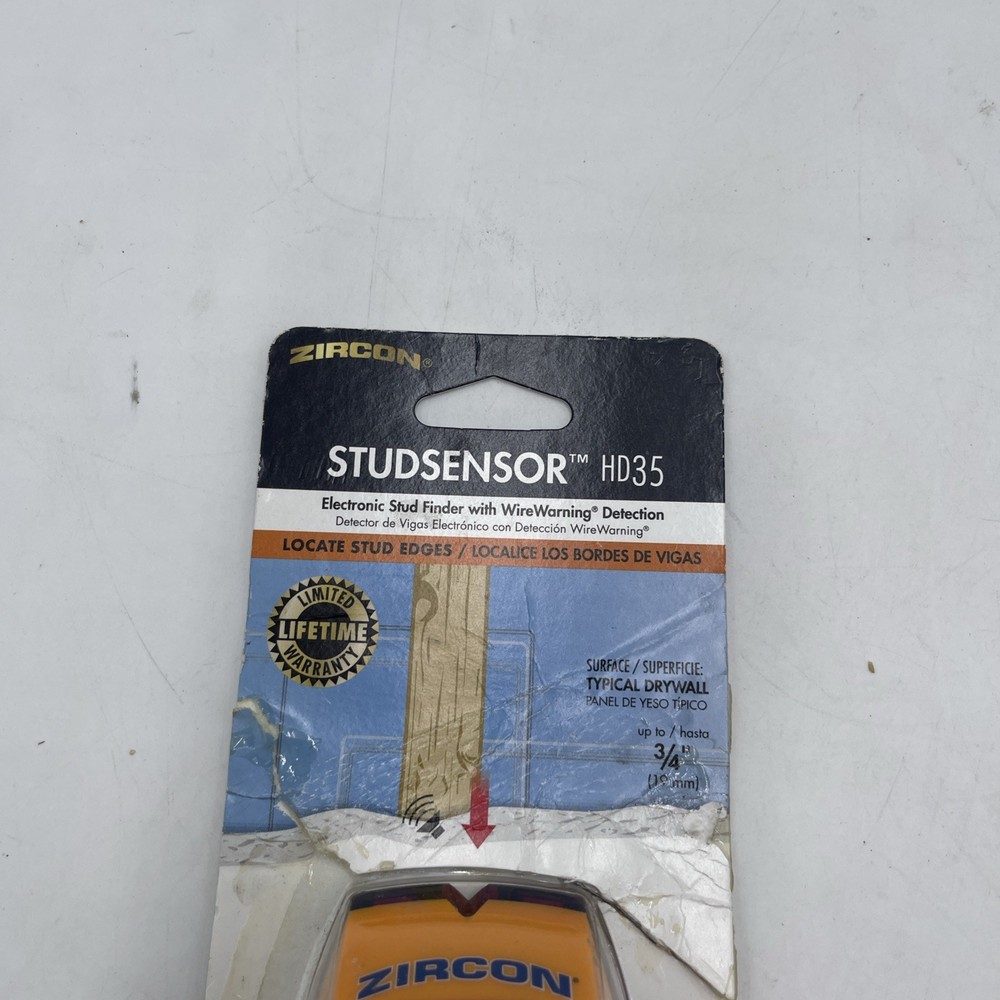 ZIRCON®
STUDSENSOR™ HD35
Electronic Stud Finder with WireWarning® Detection
Detector de Vigas Electrónico con Detección WireWarning®
LOCATE STUD EDGES / LOCALICE LOS BORDES DE VIGAS
LIMITED
LIFETIME
WARRANTY
SURFACE / SUPERFICIE:
TYPICAL DRYWALL
PANEL DE YESO TÍPICO
up to / hasta
3/4"
(19 mm)
ZIRCON®